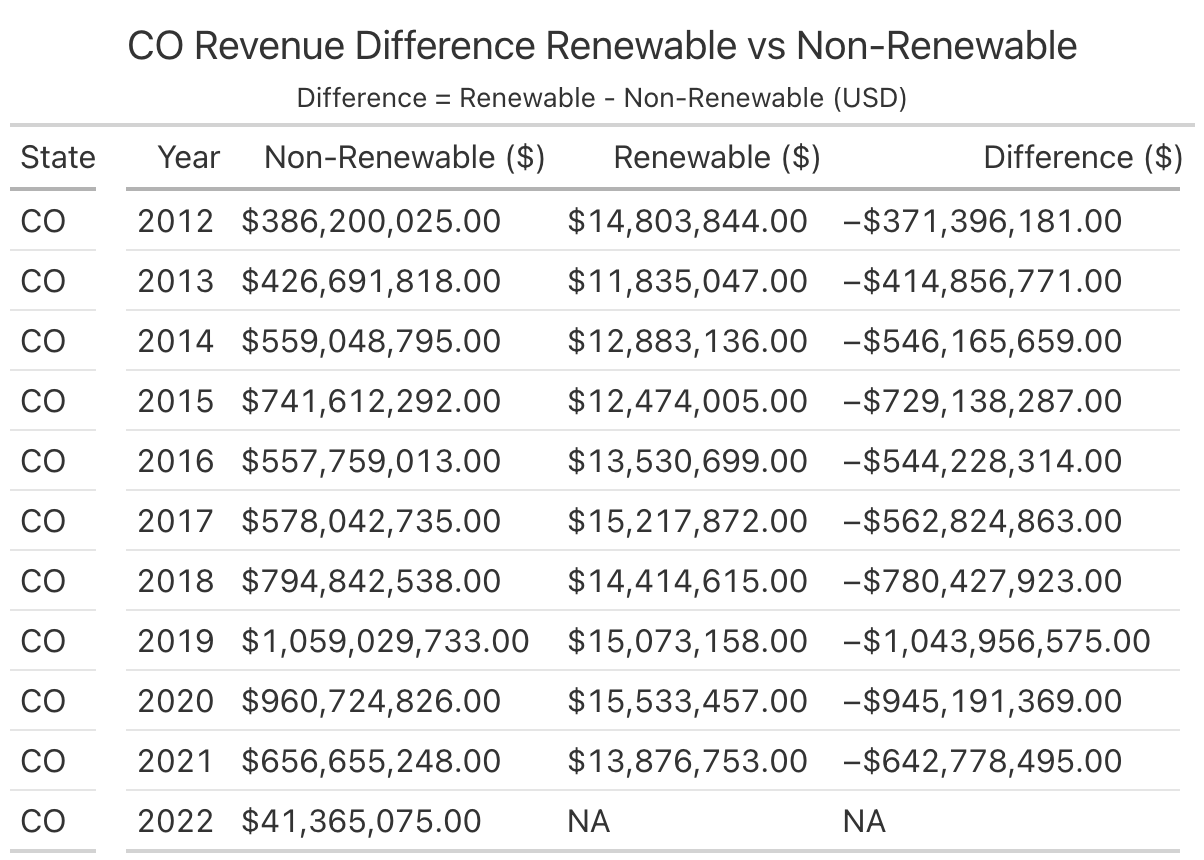 CO Revenue Difference Renewable vs Non-Renewable
Difference = Renewable - Non-Renewable (USD)
State Year Non-Renewable ($) Renewable ($) Difference ($)
CO 2012 $386,200,025.00 $14,803,844.00 −$371,396,181.00
CO 2013 $426,691,818.00 $11,835,047.00 −$414,856,771.00
CO 2014 $559,048,795.00 $12,883,136.00 −$546,165,659.00
CO 2015 $741,612,292.00 $12,474,005.00 −$729,138,287.00
CO 2016 $557,759,013.00 $13,530,699.00 −$544,228,314.00
CO 2017 $578,042,735.00 $15,217,872.00 −$562,824,863.00
CO 2018 $794,842,538.00 $14,414,615.00 −$780,427,923.00
CO 2019 $1,059,029,733.00 $15,073,158.00 −$1,043,956,575.00
CO 2020 $960,724,826.00 $15,533,457.00 −$945,191,369.00
CO 2021 $656,655,248.00 $13,876,753.00 −$642,778,495.00
CO 2022 $41,365,075.00 NA NA